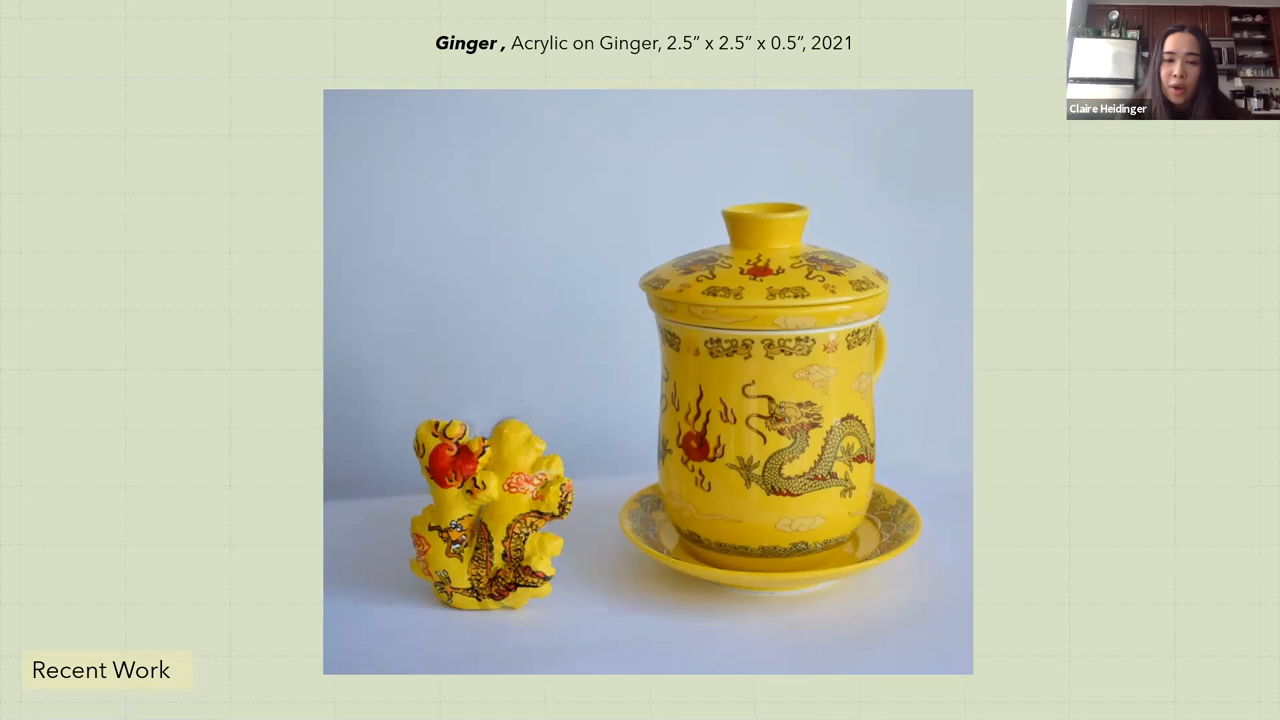 Ginger , Acrylic on Ginger, 2.5” x 2.5” x 0.5”, 2021
Claire Heidinger
Recent Work